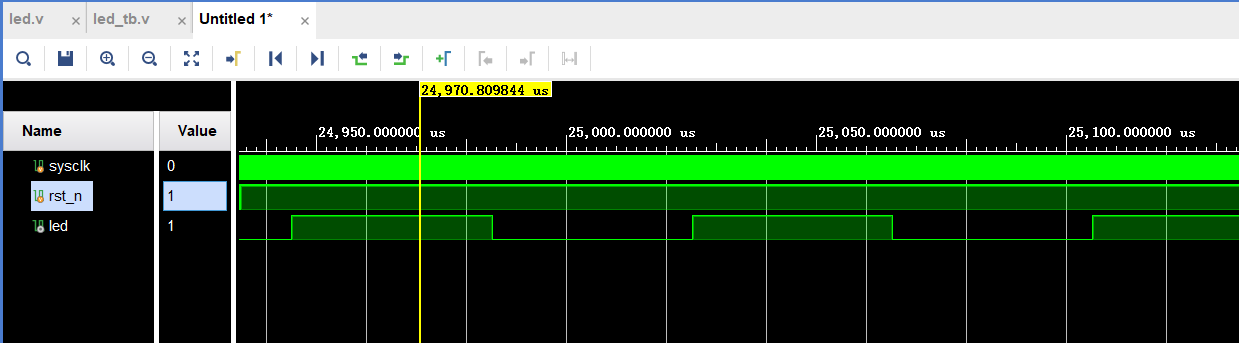 led.v × led_tb.v × Untitled 1* ×
24,970.809844 us
Name Value 24,950.000000 us 25,000.000000 us 25,050.000000 us 25,100.000000 us
sysclk 0
rst_n 1
led 1